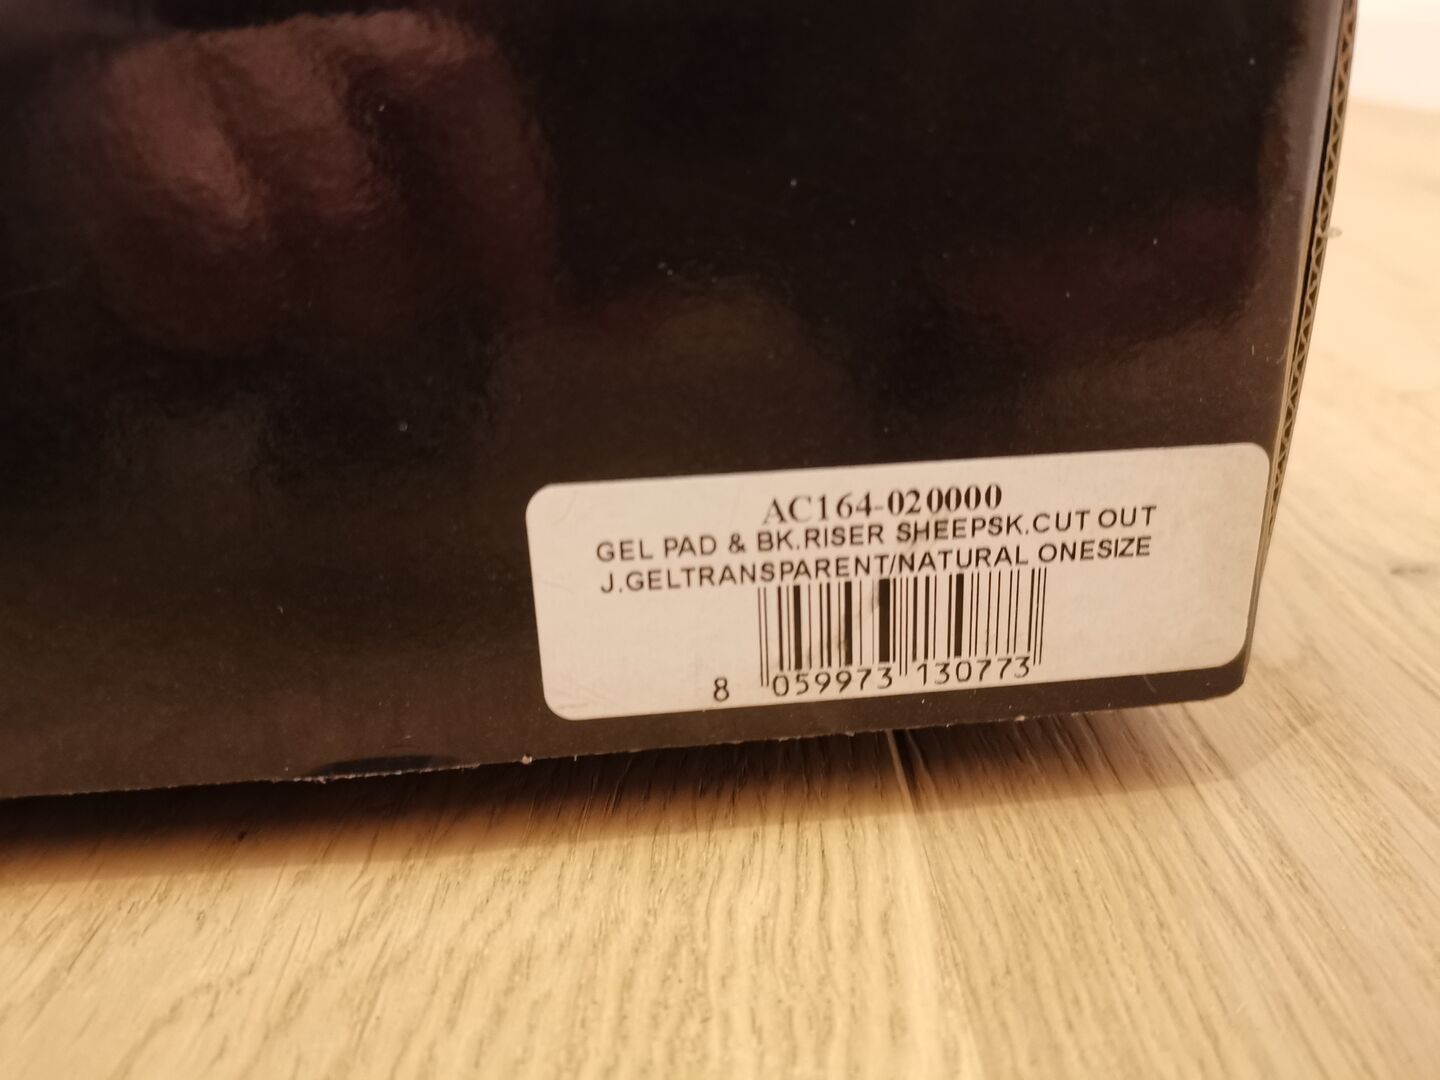 AC164-020000
GEL PAD & BK.RISER SHEEPSK.CUT OUT
J.GELTRANSPARENT/NATURAL ONESIZE
8 059973 130773